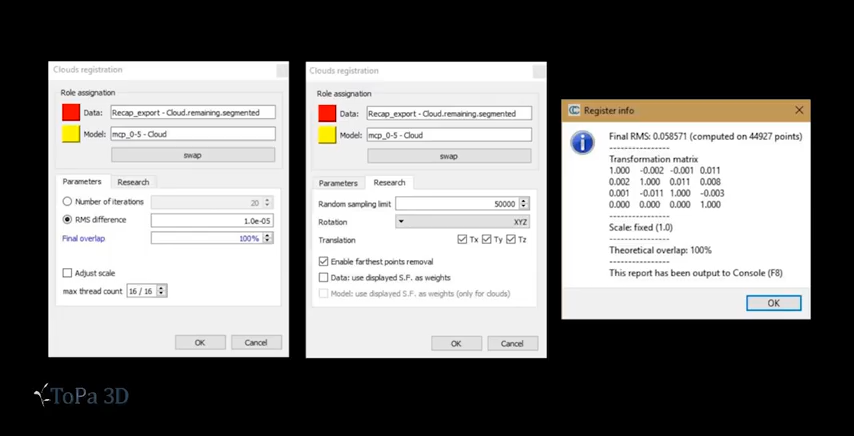 Clouds registration
Role assignation
Data: Recap_export - Cloud.remaining.segmented
Model: mcp_0-5 - Cloud
swap
Parameters Research
Number of iterations 20
RMS difference 1.0e-05
Final overlap 100%
Adjust scale
max thread count 16 / 16
OK Cancel
Clouds registration
Role assignation
Data: Recap_export - Cloud.remaining.segmented
Model: mcp_0-5 - Cloud
swap
Parameters Research
Random sampling limit 50000
Rotation XYZ
Translation Tx Ty Tz
Enable farthest points removal
Data: use displayed S.F. as weights
Model: use displayed S.F. as weights (only for clouds)
OK Cancel
Register info
Final RMS: 0.058571 (computed on 44927 points)
----------------
Transformation matrix
1.000 -0.002 -0.001 0.011
0.002 1.000 0.011 0.008
0.001 -0.011 1.000 -0.003
0.000 0.000 0.000 1.000
----------------
Scale: fixed (1.0)
----------------
Theoretical overlap: 100%
----------------
This report has been output to Console (F8)
OK
ToPa 3D